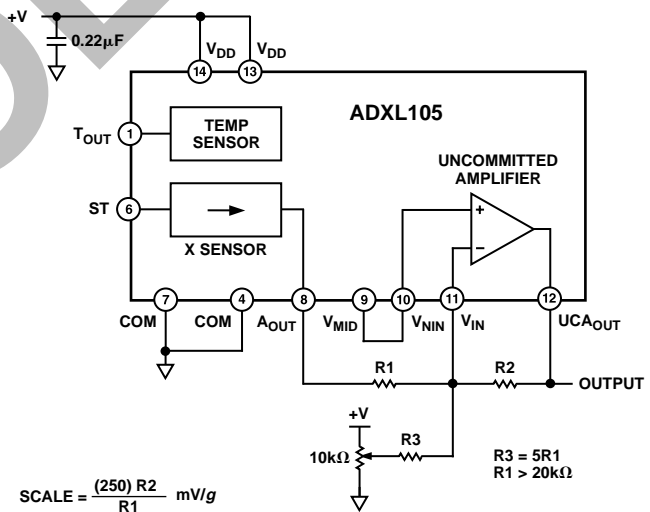 +V
0.22μF
VDD
VDD
14
13
ADXL105
TOUT
1
TEMP
SENSOR
UNCOMMITTED
AMPLIFIER
ST
6
X SENSOR
+
−
7
4
8
9
10
11
12
COM
COM
AOUT
VMID
VNIN
VIN
UCAOUT
R1
R2
OUTPUT
+V
10kΩ
R3
R3 = 5R1
R1 > 20kΩ
SCALE = (250) R2 / R1 mV/g